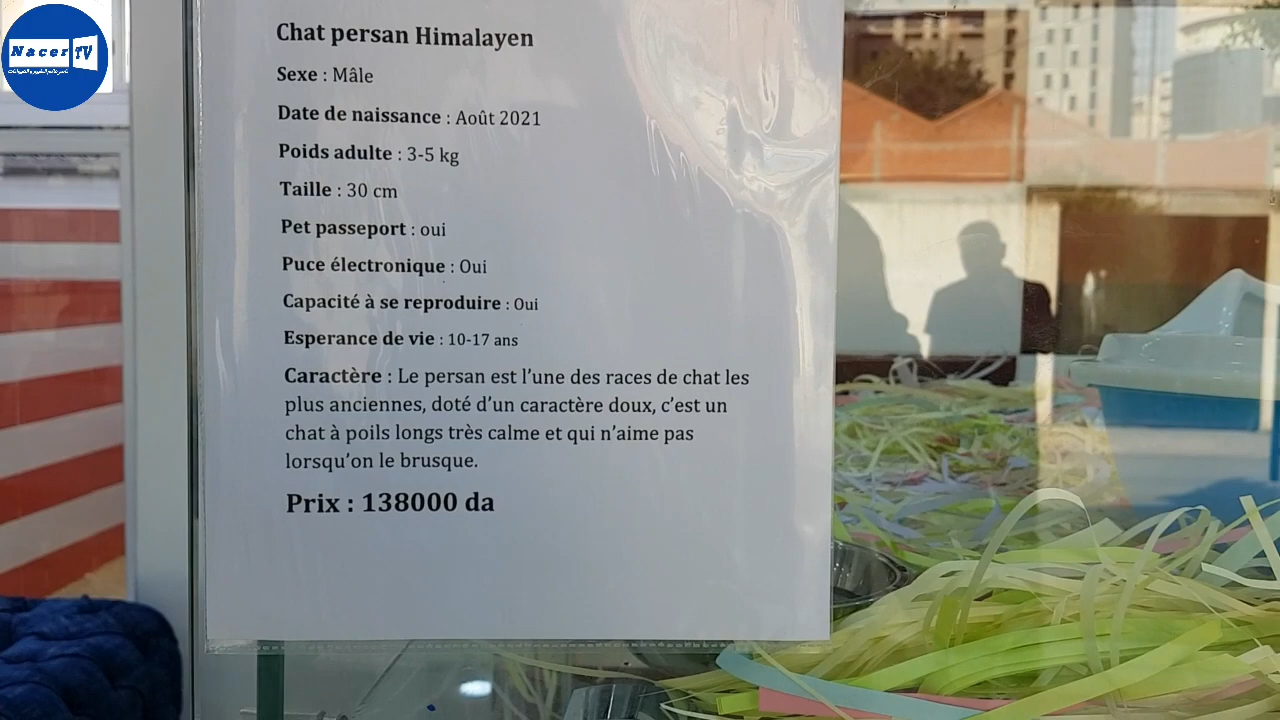 Nacer TV
Chat persan Himalayen
Sexe : Mâle
Date de naissance : Août 2021
Poids adulte : 3-5 kg
Taille : 30 cm
Pet passeport : oui
Puce électronique : Oui
Capacité à se reproduire : Oui
Esperance de vie : 10-17 ans
Caractère : Le persan est l'une des races de chat les
plus anciennes, doté d'un caractère doux, c'est un
chat à poils longs très calme et qui n'aime pas
lorsqu'on le brusque.
Prix : 138000 da